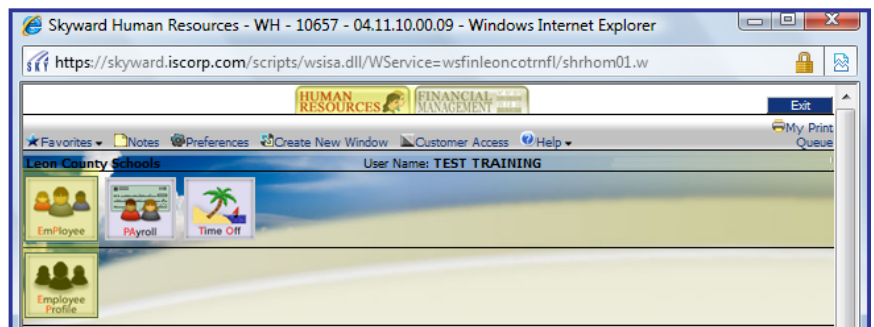 Skyward Human Resources - WH - 10657 - 04.11.10.00.09 - Windows Internet Explorer
https://skyward.iscorp.com/scripts/wsisa.dll/WService=wsfinleoncotrnfl/shrhom01.w
HUMAN RESOURCES
FINANCIAL MANAGEMENT
Exit
Favorites Notes Preferences Create New Window Customer Access Help
My Print
Queue
Leon County Schools User Name: TEST TRAINING
EmPloyee PAyroll Time Off
Employee
Profile